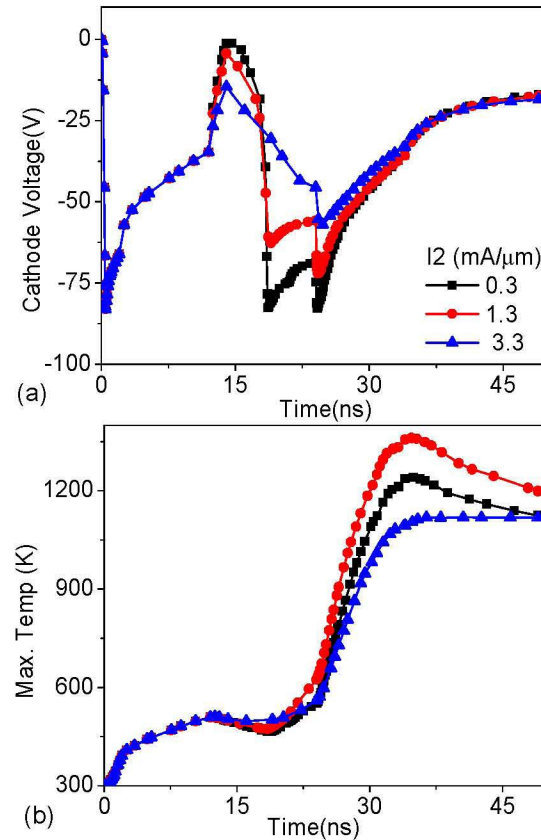 0
-25
-50
-75
-100
Cathode Voltage(V)
I2 (mA/μm)
0.3
1.3
3.3
0 15 30 45
(a)
Time(ns)
1200
900
600
300
Max. Temp (K)
0 15 30 45
(b)
Time(ns)